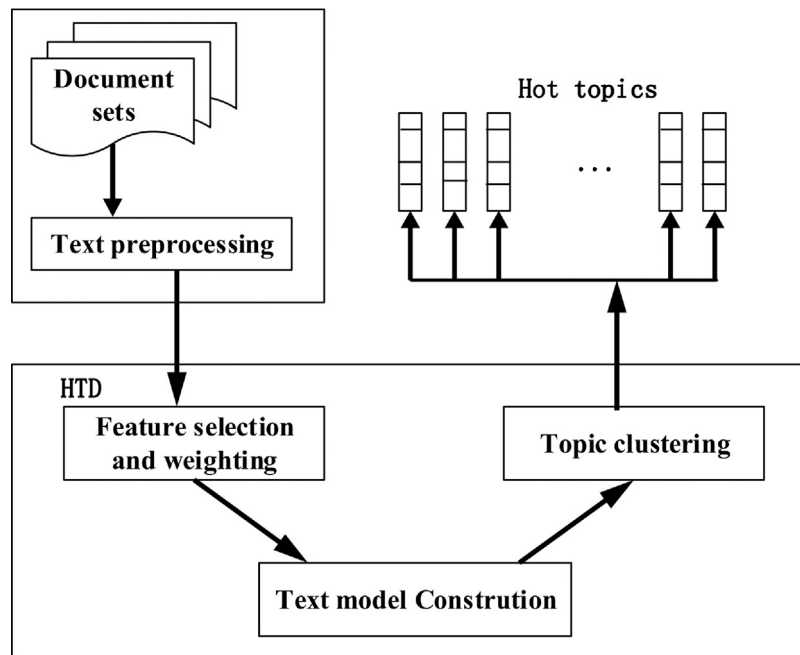 Document
sets
Text preprocessing
Hot topics
...
HTD
Feature selection
and weighting
Topic clustering
Text model Constrution